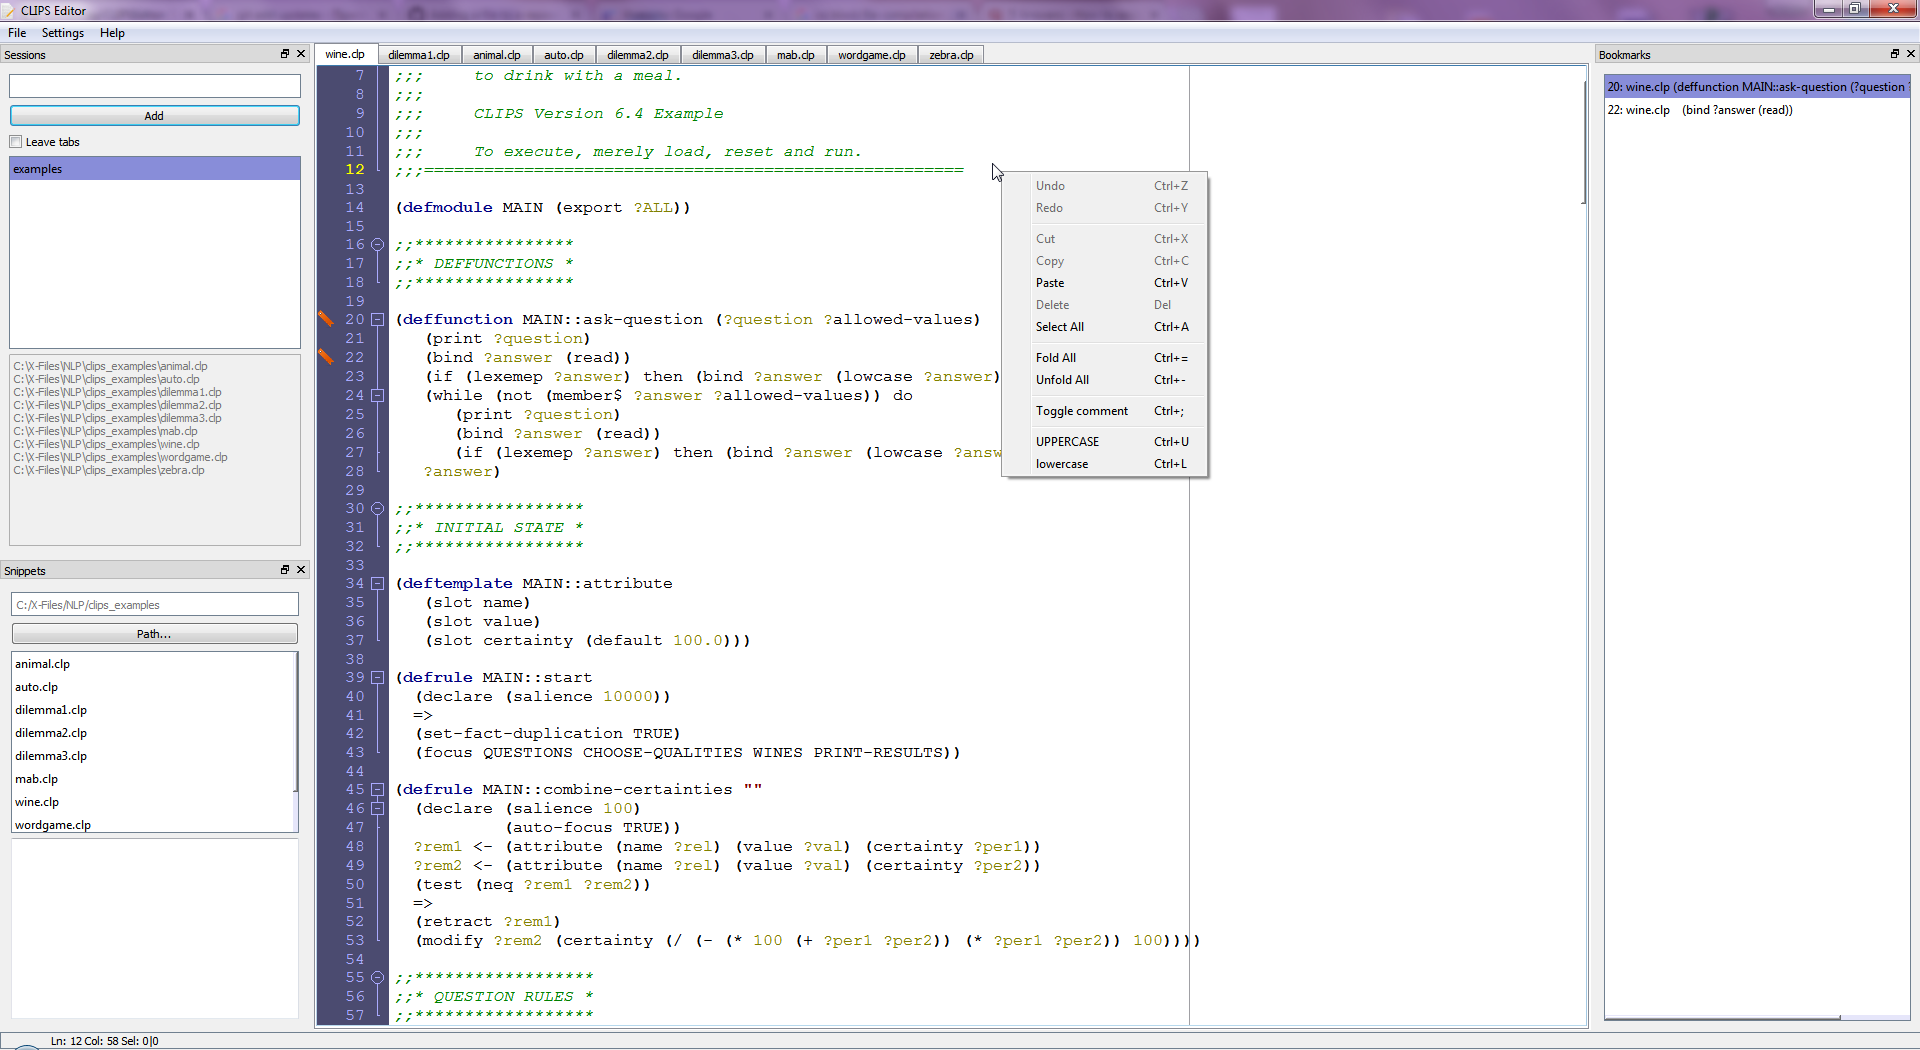 CLIPS Editor
File Settings Help
Sessions
Add
Leave tabs
examples
C:\X-Files\NLP\clips_examples\animal.clp
C:\X-Files\NLP\clips_examples\auto.clp
C:\X-Files\NLP\clips_examples\dilemma1.clp
C:\X-Files\NLP\clips_examples\dilemma2.clp
C:\X-Files\NLP\clips_examples\dilemma3.clp
C:\X-Files\NLP\clips_examples\mab.clp
C:\X-Files\NLP\clips_examples\wine.clp
C:\X-Files\NLP\clips_examples\wordgame.clp
C:\X-Files\NLP\clips_examples\zebra.clp
Snippets
C:/X-Files/NLP/clips_examples
Path...
animal.clp
auto.clp
dilemma1.clp
dilemma2.clp
dilemma3.clp
mab.clp
wine.clp
wordgame.clp
wine.clp dilemma1.clp animal.clp auto.clp dilemma2.clp dilemma3.clp mab.clp wordgame.clp zebra.clp
7 ;;;     to drink with a meal.
8 ;;;
9 ;;;     CLIPS Version 6.4 Example
10 ;;;
11 ;;;     To execute, merely load, reset and run.
12 ;;;======================================================
13
14 (defmodule MAIN (export ?ALL))
15
16 ;;****************
17 ;;* DEFFUNCTIONS *
18 ;;****************
19
20 (deffunction MAIN::ask-question (?question ?allowed-values)
21    (print ?question)
22    (bind ?answer (read))
23    (if (lexemep ?answer) then (bind ?answer (lowcase ?answer)
24    (while (not (member$ ?answer ?allowed-values)) do
25       (print ?question)
26       (bind ?answer (read))
27       (if (lexemep ?answer) then (bind ?answer (lowcase ?answ
28    ?answer)
29
30 ;;*****************
31 ;;* INITIAL STATE *
32 ;;*****************
33
34 (deftemplate MAIN::attribute
35    (slot name)
36    (slot value)
37    (slot certainty (default 100.0)))
38
39 (defrule MAIN::start
40   (declare (salience 10000))
41   =>
42   (set-fact-duplication TRUE)
43   (focus QUESTIONS CHOOSE-QUALITIES WINES PRINT-RESULTS))
44
45 (defrule MAIN::combine-certainties ""
46   (declare (salience 100)
47            (auto-focus TRUE))
48   ?rem1 <- (attribute (name ?rel) (value ?val) (certainty ?per1))
49   ?rem2 <- (attribute (name ?rel) (value ?val) (certainty ?per2))
50   (test (neq ?rem1 ?rem2))
51   =>
52   (retract ?rem1)
53   (modify ?rem2 (certainty (/ (- (* 100 (+ ?per1 ?per2)) (* ?per1 ?per2)) 100))))
54
55 ;;******************
56 ;;* QUESTION RULES *
57 ;;******************
Undo Ctrl+Z
Redo Ctrl+Y
Cut Ctrl+X
Copy Ctrl+C
Paste Ctrl+V
Delete Del
Select All Ctrl+A
Fold All Ctrl+=
Unfold All Ctrl+-
Toggle comment Ctrl+;
UPPERCASE Ctrl+U
lowercase Ctrl+L
Bookmarks
20: wine.clp (deffunction MAIN::ask-question (?question
22: wine.clp (bind ?answer (read))
Ln: 12 Col: 58 Sel: 0|0